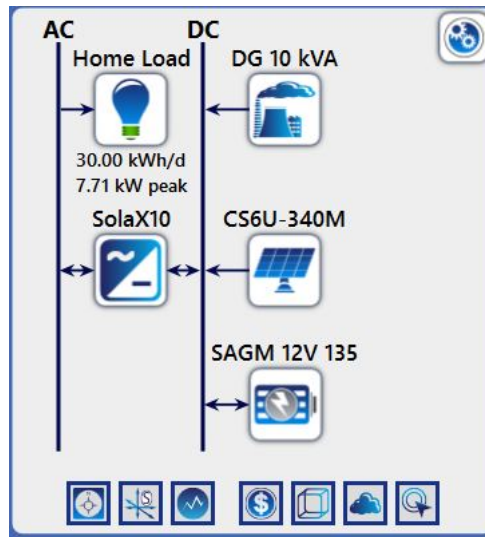 AC DC
Home Load DG 10 kVA
30.00 kWh/d
7.71 kW peak
SolaX10 CS6U-340M
SAGM 12V 135
S
$